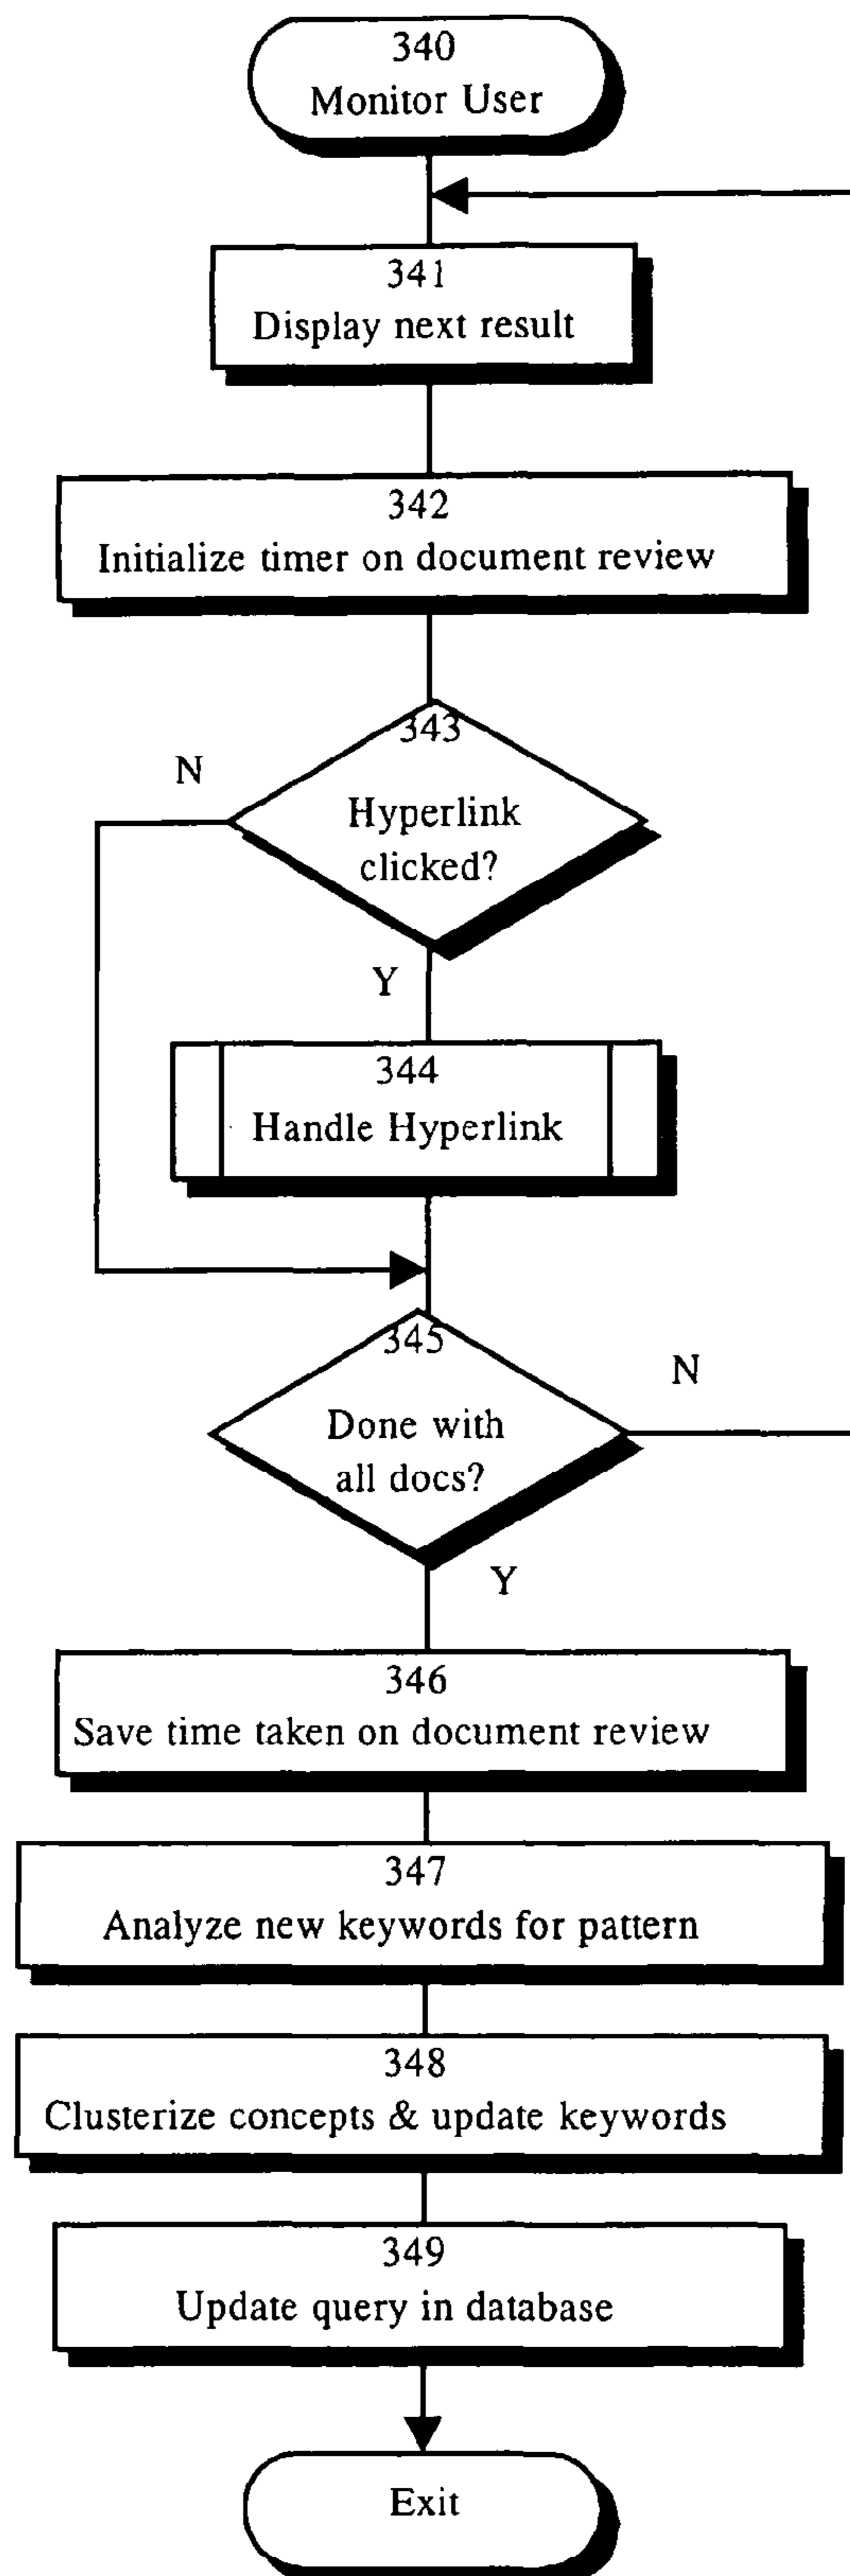 340
Monitor User
341
Display next result
342
Initialize timer on document review
343
N
Hyperlink
clicked?
Y
344
Handle Hyperlink
345
N
Done with
all docs?
Y
346
Save time taken on document review
347
Analyze new keywords for pattern
348
Clusterize concepts & update keywords
349
Update query in database
Exit